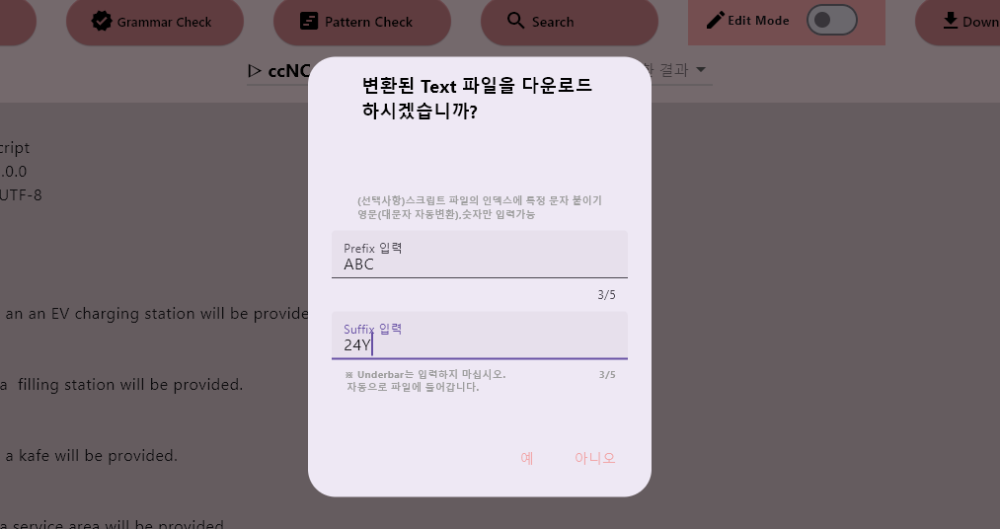 Grammar Check
Pattern Check
Search
Edit Mode
Down
ccNC
결과
변환된 Text 파일을 다운로드
하시겠습니까?
cript
.0.0
UTF-8
(선택사항)스크립트 파일의 인덱스에 특정 문자 붙이기
영문(대문자 자동변환),숫자만 입력가능
Prefix 입력
ABC
3/5
an an EV charging station will be provide
Suffix 입력
24Y
※ Underbar는 입력하지 마십시오.
자동으로 파일에 들어갑니다.
3/5
a filling station will be provided.
a kafe will be provided.
예
아니오
a service area will be provided